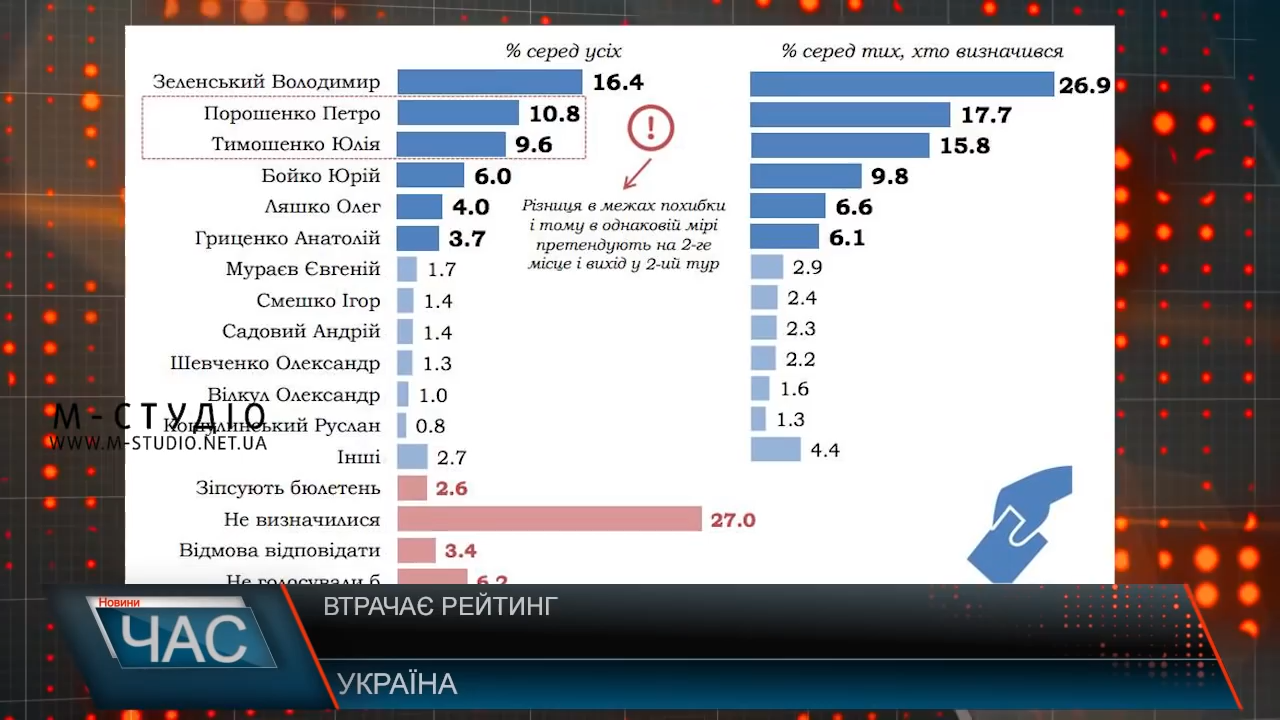 % серед усіх
% серед тих, хто визначився
Зеленський Володимир 16.4 26.9
Порошенко Петро 10.8 17.7
Тимошенко Юлія 9.6 15.8
Бойко Юрій 6.0 9.8
Ляшко Олег 4.0 6.6
Гриценко Анатолій 3.7 6.1
!
Різниця в межах похибки
і тому в однаковій мірі
претендують на 2-ге
місце і вихід у 2-ий тур
Мураєв Євгеній 1.7 2.9
Смешко Ігор 1.4 2.4
Садовий Андрій 1.4 2.3
Шевченко Олександр 1.3 2.2
Вілкул Олександр 1.0 1.6
Кошулинський Руслан 0.8 1.3
Інші 2.7 4.4
Зіпсують бюлетень 2.6
Не визначилися 27.0
Відмова відповідати 3.4
Не голосували б 6.2
М-СТУДІО
WWW.M-STUDIO.NET.UA
Новини
ЧАС
ВТРАЧАЄ РЕЙТИНГ
УКРАЇНА